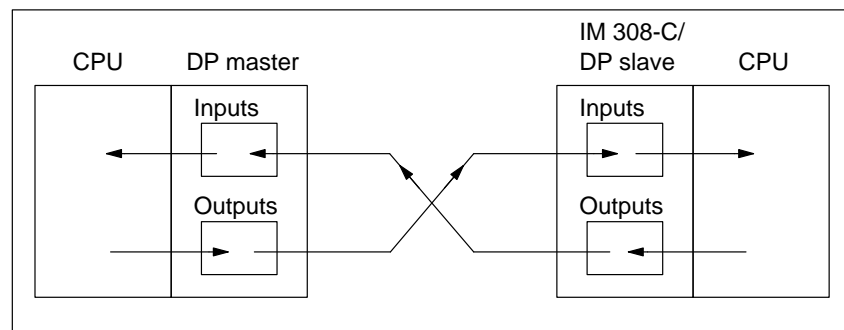 IM 308-C/
CPU DP master DP slave CPU
Inputs Inputs
Outputs Outputs